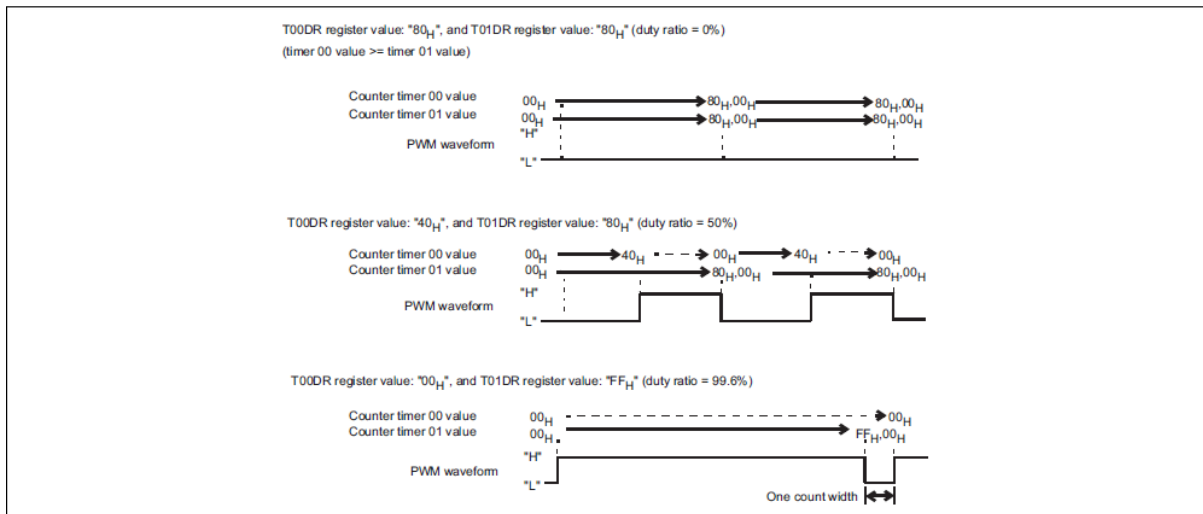 T00DR register value: "80H", and T01DR register value: "80H" (duty ratio = 0%)
(timer 00 value >= timer 01 value)
Counter timer 00 value 00H 80H,00H 80H,00H
Counter timer 01 value 00H 80H,00H 80H,00H
"H"
PWM waveform
"L"
T00DR register value: "40H", and T01DR register value: "80H" (duty ratio = 50%)
Counter timer 00 value 00H 40H 00H 40H 00H
Counter timer 01 value 00H 80H,00H 80H,00H
"H"
PWM waveform
"L"
T00DR register value: "00H", and T01DR register value: "FFH" (duty ratio = 99.6%)
Counter timer 00 value 00H 00H
Counter timer 01 value 00H FFH,00H
"H"
PWM waveform
"L"
One count width